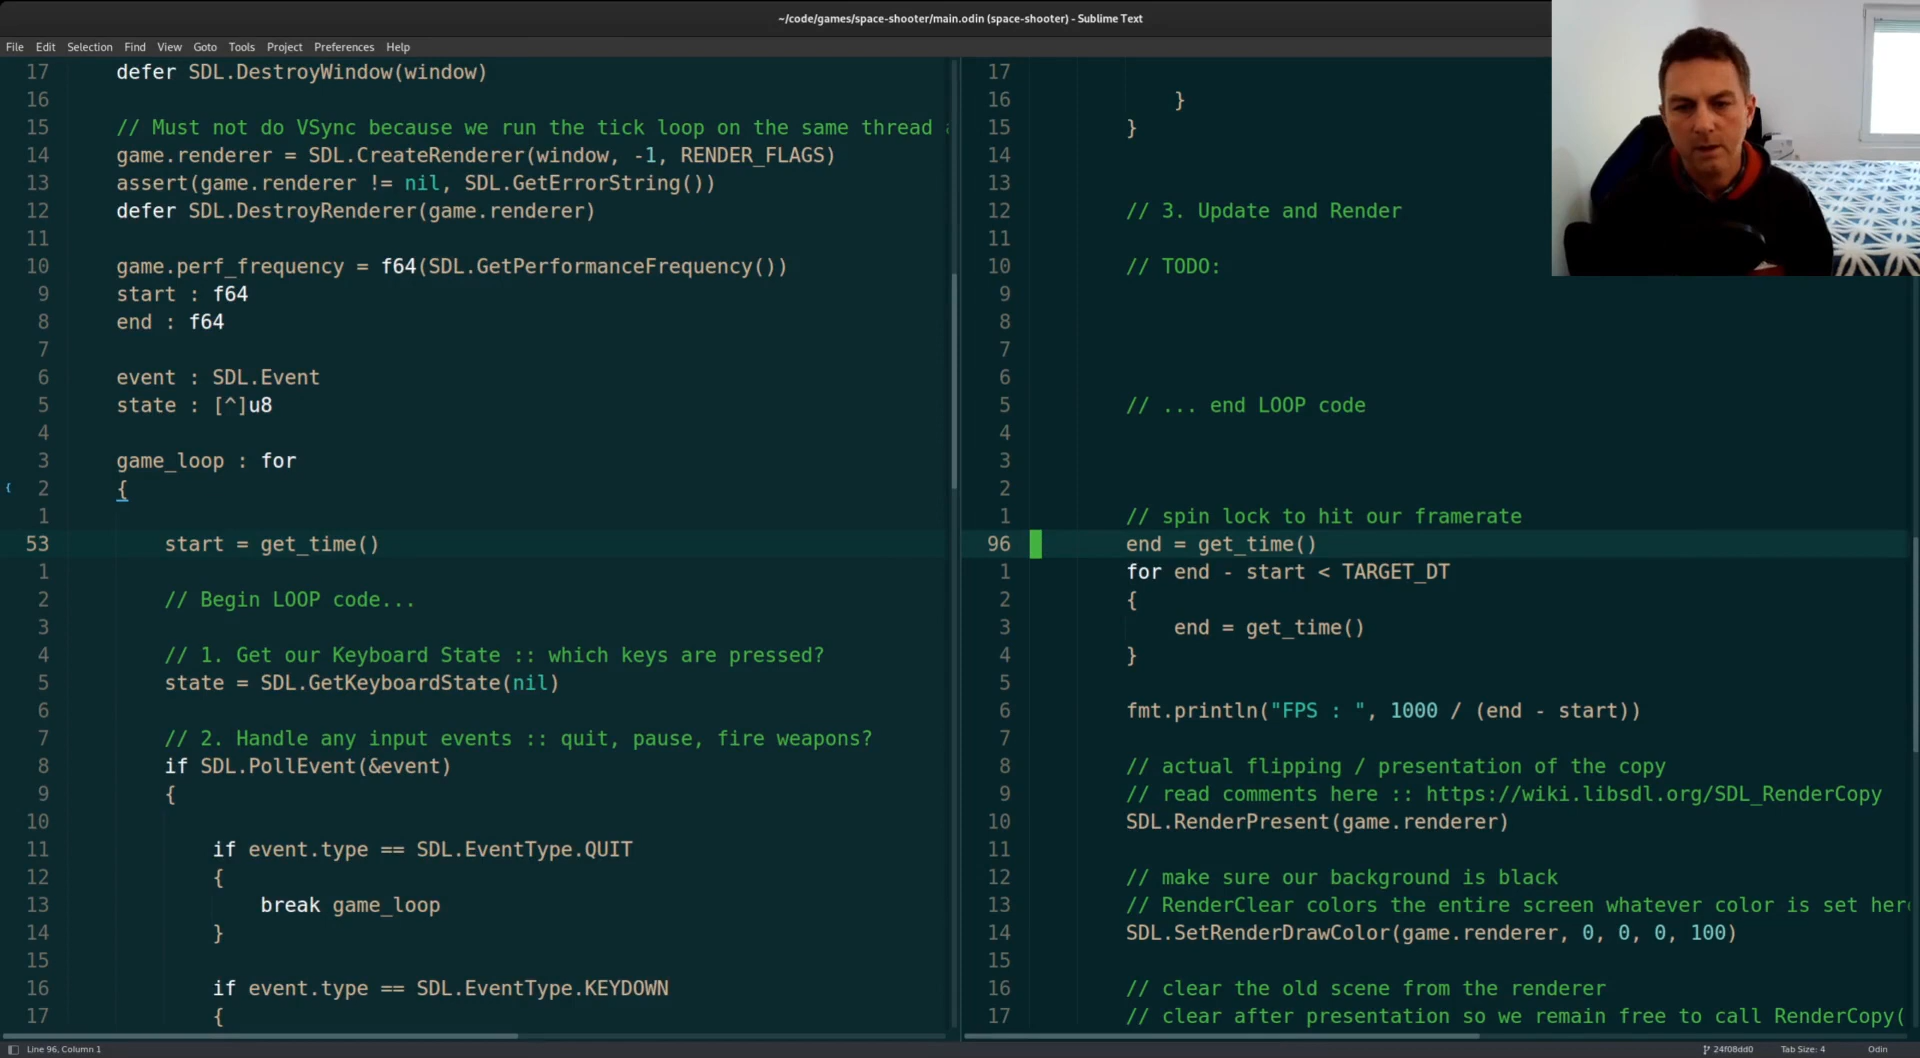 ~/code/games/space-shooter/main.odin (space-shooter) - Sublime Text
File Edit Selection Find View Goto Tools Project Preferences Help
17 defer SDL.DestroyWindow(window)
16
15 // Must not do VSync because we run the tick loop on the same thread
14 game.renderer = SDL.CreateRenderer(window, -1, RENDER_FLAGS)
13 assert(game.renderer != nil, SDL.GetErrorString())
12 defer SDL.DestroyRenderer(game.renderer)
11
10 game.perf_frequency = f64(SDL.GetPerformanceFrequency())
9 start : f64
8 end : f64
7
6 event : SDL.Event
5 state : [^]u8
4
3 game_loop : for
{ 2 {
1
53 start = get_time()
1
2 // Begin LOOP code...
3
4 // 1. Get our Keyboard State :: which keys are pressed?
5 state = SDL.GetKeyboardState(nil)
6
7 // 2. Handle any input events :: quit, pause, fire weapons?
8 if SDL.PollEvent(&event)
9 {
10
11 if event.type == SDL.EventType.QUIT
12 {
13 break game_loop
14 }
15
16 if event.type == SDL.EventType.KEYDOWN
17 {
17
16 }
15 }
14
13
12 // 3. Update and Render
11
10 // TODO:
9
8
7
6
5 // ... end LOOP code
4
3
2
1 // spin lock to hit our framerate
96 end = get_time()
1 for end - start < TARGET_DT
2 {
3 end = get_time()
4 }
5
6 fmt.println("FPS : ", 1000 / (end - start))
7
8 // actual flipping / presentation of the copy
9 // read comments here :: https://wiki.libsdl.org/SDL_RenderCopy
10 SDL.RenderPresent(game.renderer)
11
12 // make sure our background is black
13 // RenderClear colors the entire screen whatever color is set her
14 SDL.SetRenderDrawColor(game.renderer, 0, 0, 0, 100)
15
16 // clear the old scene from the renderer
17 // clear after presentation so we remain free to call RenderCopy(
Line 96, Column 1
24f08dd0 Tab Size: 4 Odin